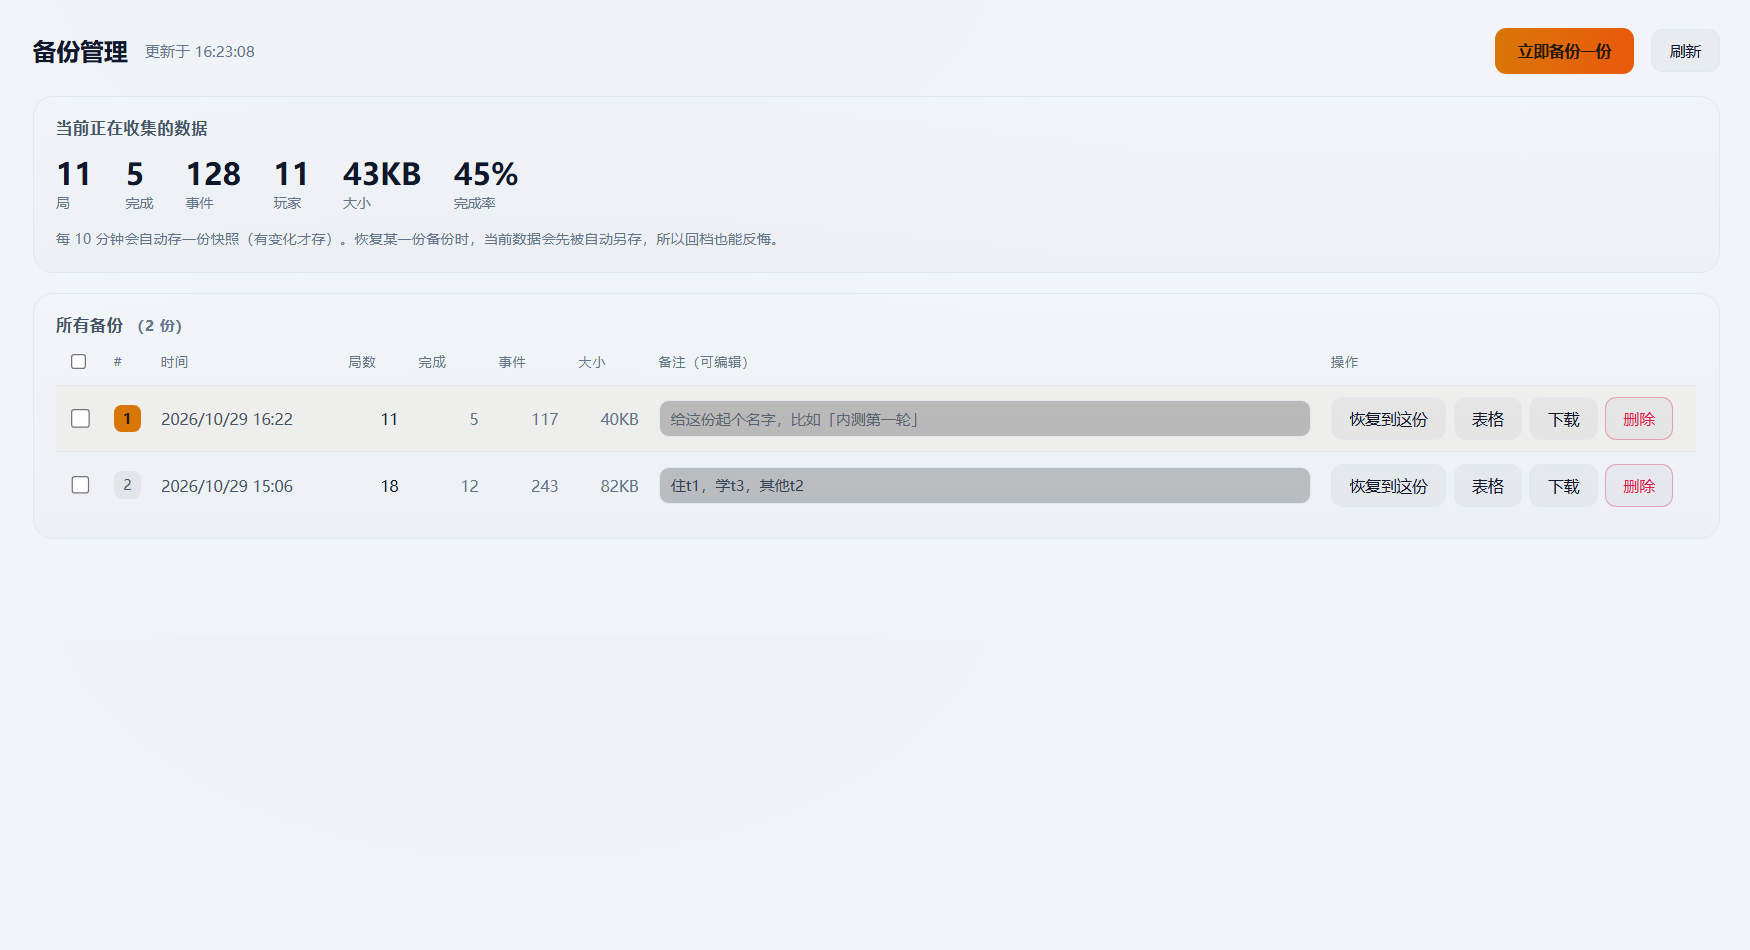 备份管理 更新于 16:23:08 立即备份一份 刷新
当前正在收集的数据
11 5 128 11 43KB 45%
局 完成 事件 玩家 大小 完成率
每 10 分钟会自动存一份快照（有变化才存）。恢复某一份备份时，当前数据会先被自动另存，所以回档也能反悔。
所有备份 （2 份）
# 时间 局数 完成 事件 大小 备注（可编辑） 操作
1 2026/10/29 16:22 11 5 117 40KB 给这份起个名字，比如「内测第一轮」 恢复到这份 表格 下载 删除
2 2026/10/29 15:06 18 12 243 82KB 住t1，学t3，其他t2 恢复到这份 表格 下载 删除